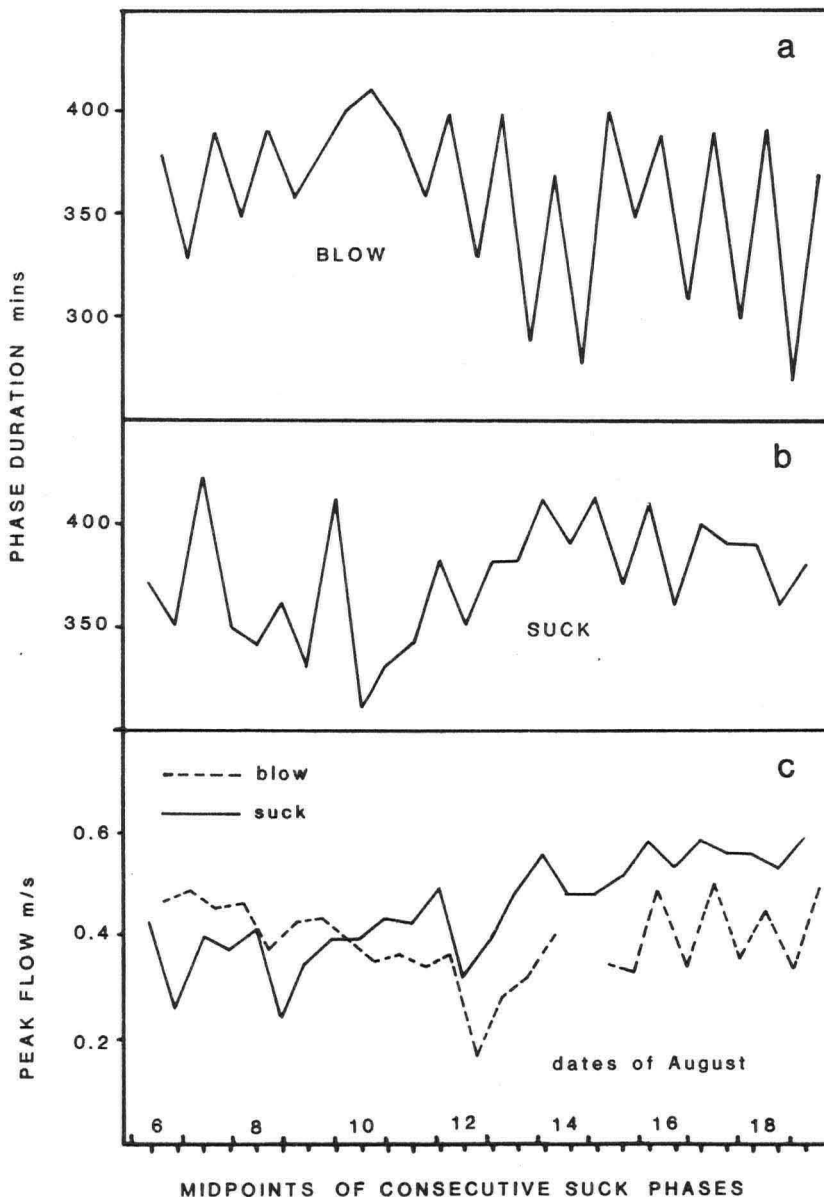 a
400
350
300
BLOW
b
400
350
SUCK
PHASE DURATION mins
c
blow
suck
0.6
0.4
0.2
PEAK FLOW m/s
dates of August
6 8 10 12 14 16 18
MIDPOINTS OF CONSECUTIVE SUCK PHASES